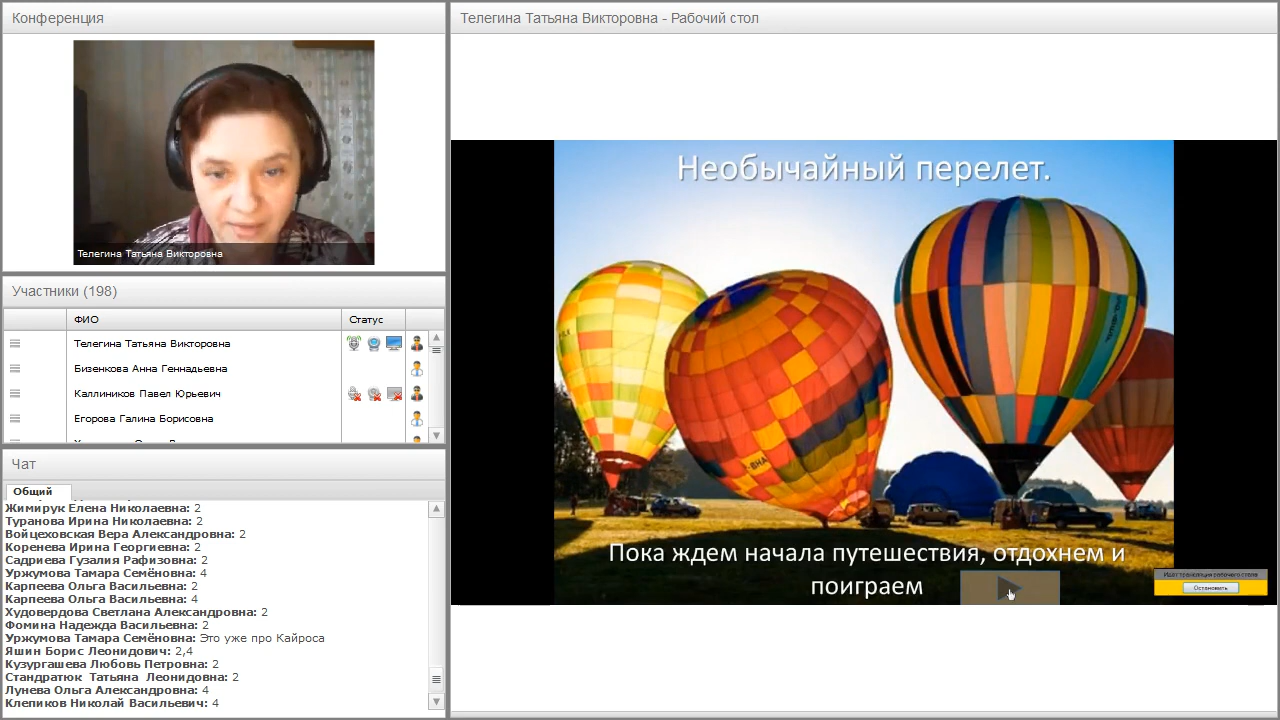 Конференция
Телегина Татьяна Викторовна
Участники (198)
ФИО
Статус
Телегина Татьяна Викторовна
Бизенкова Анна Геннадьевна
Каллиников Павел Юрьевич
Егорова Галина Борисовна
Чат
Общий
Жимирук Елена Николаевна: 2
Туранова Ирина Николаевна: 2
Войцеховская Вера Александровна: 2
Коренева Ирина Георгиевна: 2
Садриева Гузалия Рафизовна: 2
Уржумова Тамара Семёновна: 4
Карпеева Ольга Васильевна: 2
Карпеева Ольга Васильевна: 4
Худовердова Светлана Александровна: 2
Фомина Надежда Васильевна: 2
Уржумова Тамара Семёновна: Это уже про Кайроса
Яшин Борис Леонидович: 2,4
Кузургашева Любовь Петровна: 2
Стандратюк Татьяна Леонидовна: 2
Лунева Ольга Александровна: 4
Клепиков Николай Васильевич: 4
Телегина Татьяна Викторовна - Рабочий стол
Необычайный перелет.
Пока ждем начала путешествия, отдохнем и
поиграем
Идёт трансляция рабочего стола
Остановить